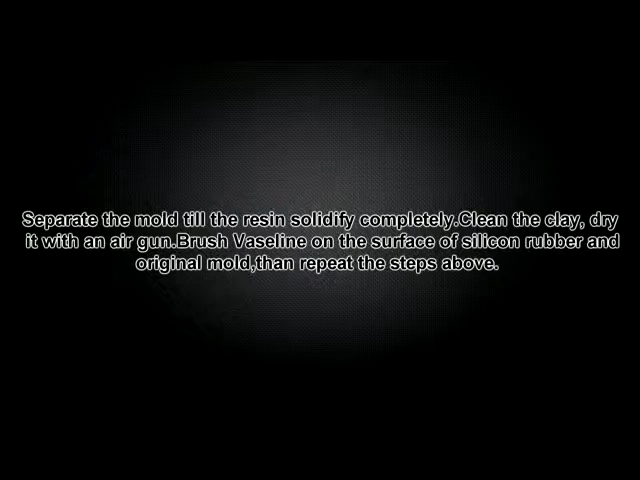 Separate the mold till the resin solidify completely.Clean the clay, dry
it with an air gun.Brush Vaseline on the surface of silicon rubber and
original mold,than repeat the steps above.